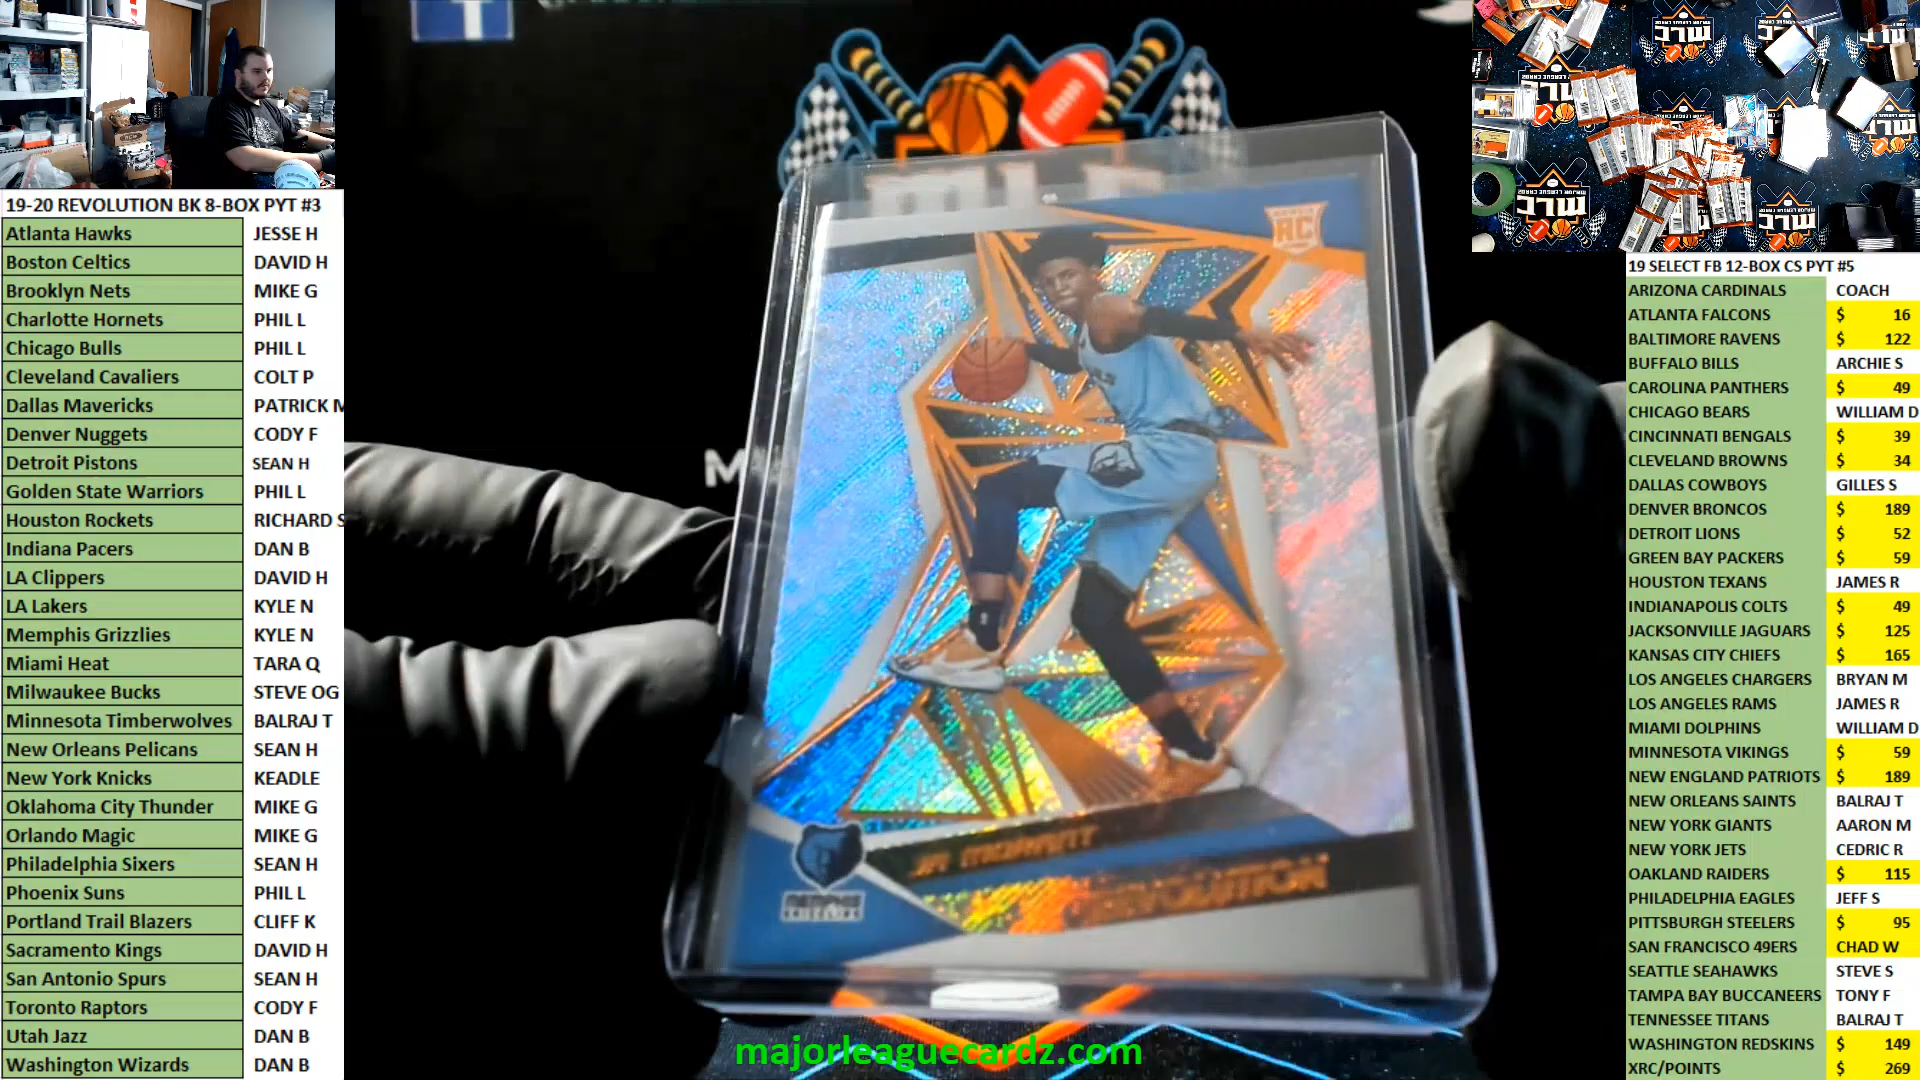 19-20 REVOLUTION BK 8-BOX PYT #3
Atlanta Hawks JESSE H
Boston Celtics DAVID H
Brooklyn Nets MIKE G
Charlotte Hornets PHIL L
Chicago Bulls PHIL L
Cleveland Cavaliers COLT P
Dallas Mavericks PATRICK M
Denver Nuggets CODY F
Detroit Pistons SEAN H
Golden State Warriors PHIL L
Houston Rockets RICHARD S
Indiana Pacers DAN B
LA Clippers DAVID H
LA Lakers KYLE N
Memphis Grizzlies KYLE N
Miami Heat TARA Q
Milwaukee Bucks STEVE OG
Minnesota Timberwolves BALRAJ T
New Orleans Pelicans SEAN H
New York Knicks KEADLE
Oklahoma City Thunder MIKE G
Orlando Magic MIKE G
Philadelphia Sixers SEAN H
Phoenix Suns PHIL L
Portland Trail Blazers CLIFF K
Sacramento Kings DAVID H
San Antonio Spurs SEAN H
Toronto Raptors CODY F
Utah Jazz DAN B
Washington Wizards DAN B
RC
JA MORANT
REVOLUTION
majorleaguecardz.com
19 SELECT FB 12-BOX CS PYT #5
ARIZONA CARDINALS COACH
ATLANTA FALCONS $ 16
BALTIMORE RAVENS $ 122
BUFFALO BILLS ARCHIE S
CAROLINA PANTHERS $ 49
CHICAGO BEARS WILLIAM D
CINCINNATI BENGALS $ 39
CLEVELAND BROWNS $ 34
DALLAS COWBOYS GILLES S
DENVER BRONCOS $ 189
DETROIT LIONS $ 52
GREEN BAY PACKERS $ 59
HOUSTON TEXANS JAMES R
INDIANAPOLIS COLTS $ 49
JACKSONVILLE JAGUARS $ 125
KANSAS CITY CHIEFS $ 165
LOS ANGELES CHARGERS BRYAN M
LOS ANGELES RAMS JAMES R
MIAMI DOLPHINS WILLIAM D
MINNESOTA VIKINGS $ 59
NEW ENGLAND PATRIOTS $ 189
NEW ORLEANS SAINTS BALRAJ T
NEW YORK GIANTS AARON M
NEW YORK JETS CEDRIC R
OAKLAND RAIDERS $ 115
PHILADELPHIA EAGLES JEFF S
PITTSBURGH STEELERS $ 95
SAN FRANCISCO 49ERS CHAD W
SEATTLE SEAHAWKS STEVE S
TAMPA BAY BUCCANEERS TONY F
TENNESSEE TITANS BALRAJ T
WASHINGTON REDSKINS $ 149
XRC/POINTS $ 269